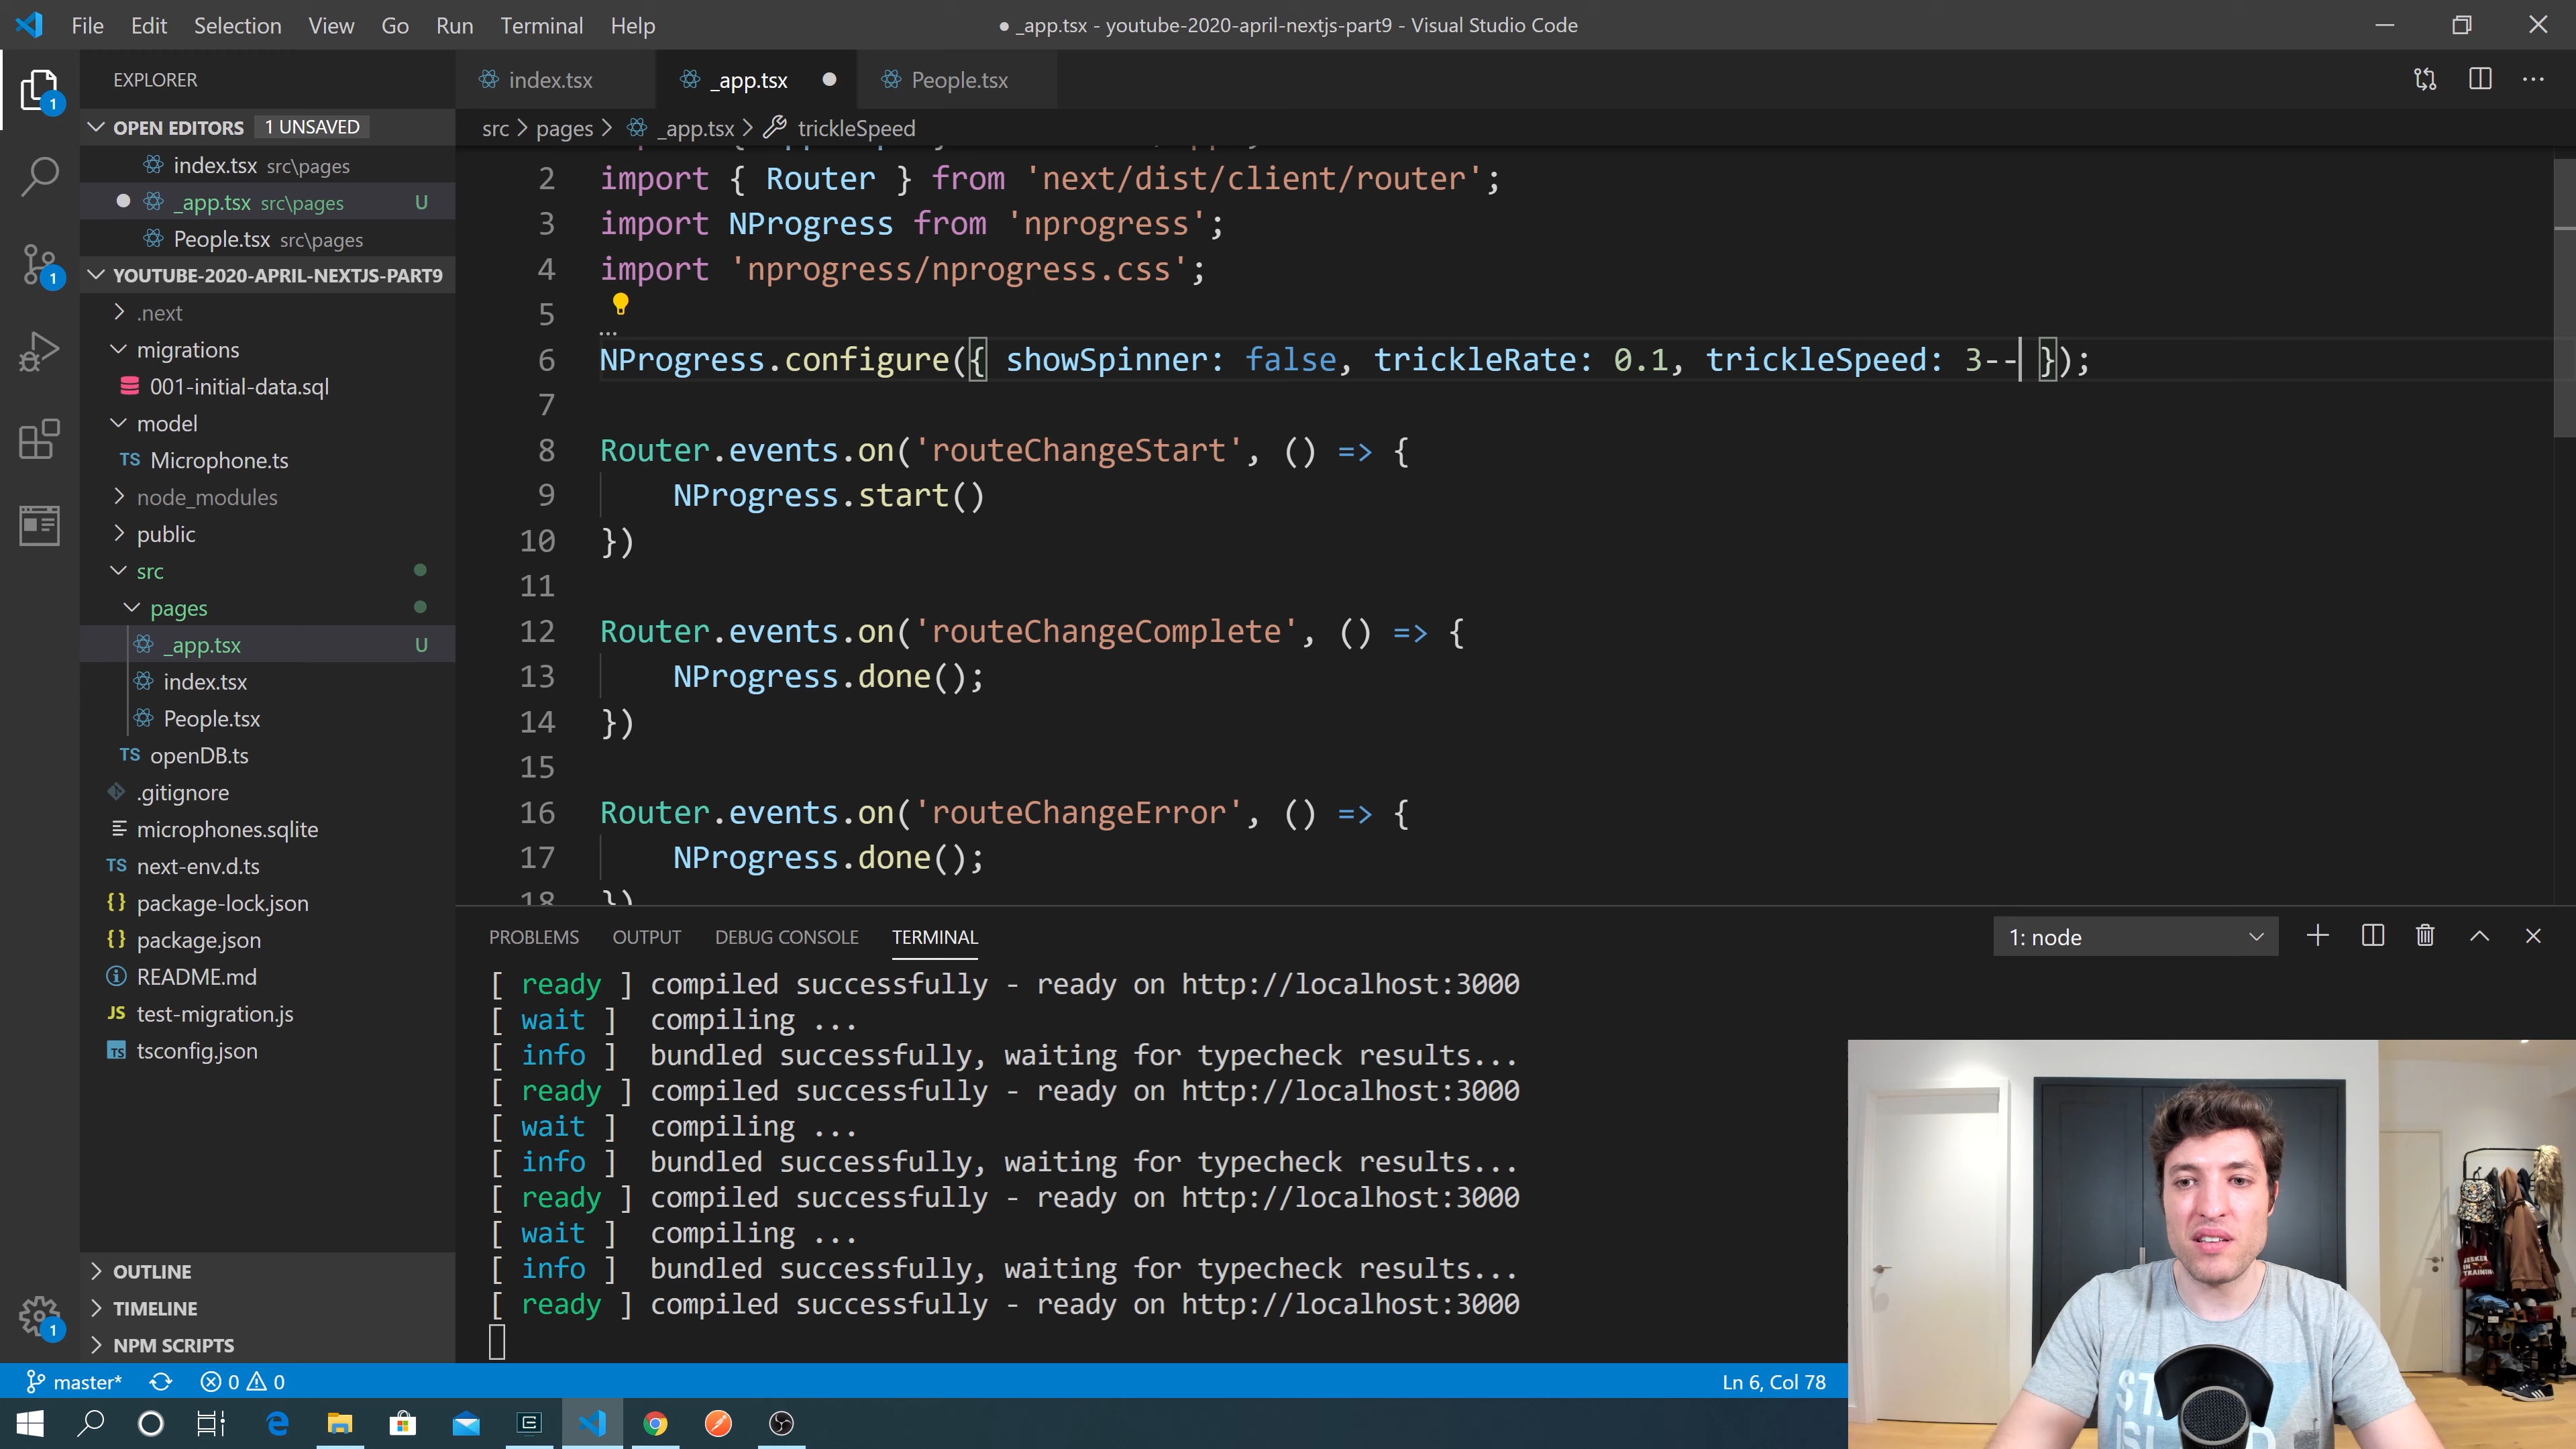 File Edit Selection View Go Run Terminal Help
● _app.tsx - youtube-2020-april-nextjs-part9 - Visual Studio Code
EXPLORER
OPEN EDITORS 1 UNSAVED
index.tsx src\pages
_app.tsx src\pages U
People.tsx src\pages
YOUTUBE-2020-APRIL-NEXTJS-PART9
.next
migrations
001-initial-data.sql
model
TS Microphone.ts
node_modules
public
src
pages
_app.tsx U
index.tsx
People.tsx
TS openDB.ts
.gitignore
microphones.sqlite
TS next-env.d.ts
{} package-lock.json
{} package.json
README.md
JS test-migration.js
TS tsconfig.json
OUTLINE
TIMELINE
NPM SCRIPTS
1
1
1
index.tsx _app.tsx People.tsx
src > pages > _app.tsx > trickleSpeed
2 import { Router } from 'next/dist/client/router';
3 import NProgress from 'nprogress';
4 import 'nprogress/nprogress.css';
5
6 NProgress.configure({ showSpinner: false, trickleRate: 0.1, trickleSpeed: 3-- });
7
8 Router.events.on('routeChangeStart', () => {
9 NProgress.start()
10 })
11
12 Router.events.on('routeChangeComplete', () => {
13 NProgress.done();
14 })
15
16 Router.events.on('routeChangeError', () => {
17 NProgress.done();
18 })
PROBLEMS OUTPUT DEBUG CONSOLE TERMINAL
1: node
[ ready ] compiled successfully - ready on http://localhost:3000
[ wait ] compiling ...
[ info ] bundled successfully, waiting for typecheck results...
[ ready ] compiled successfully - ready on http://localhost:3000
[ wait ] compiling ...
[ info ] bundled successfully, waiting for typecheck results...
[ ready ] compiled successfully - ready on http://localhost:3000
[ wait ] compiling ...
[ info ] bundled successfully, waiting for typecheck results...
[ ready ] compiled successfully - ready on http://localhost:3000
master* 0 0
Ln 6, Col 78